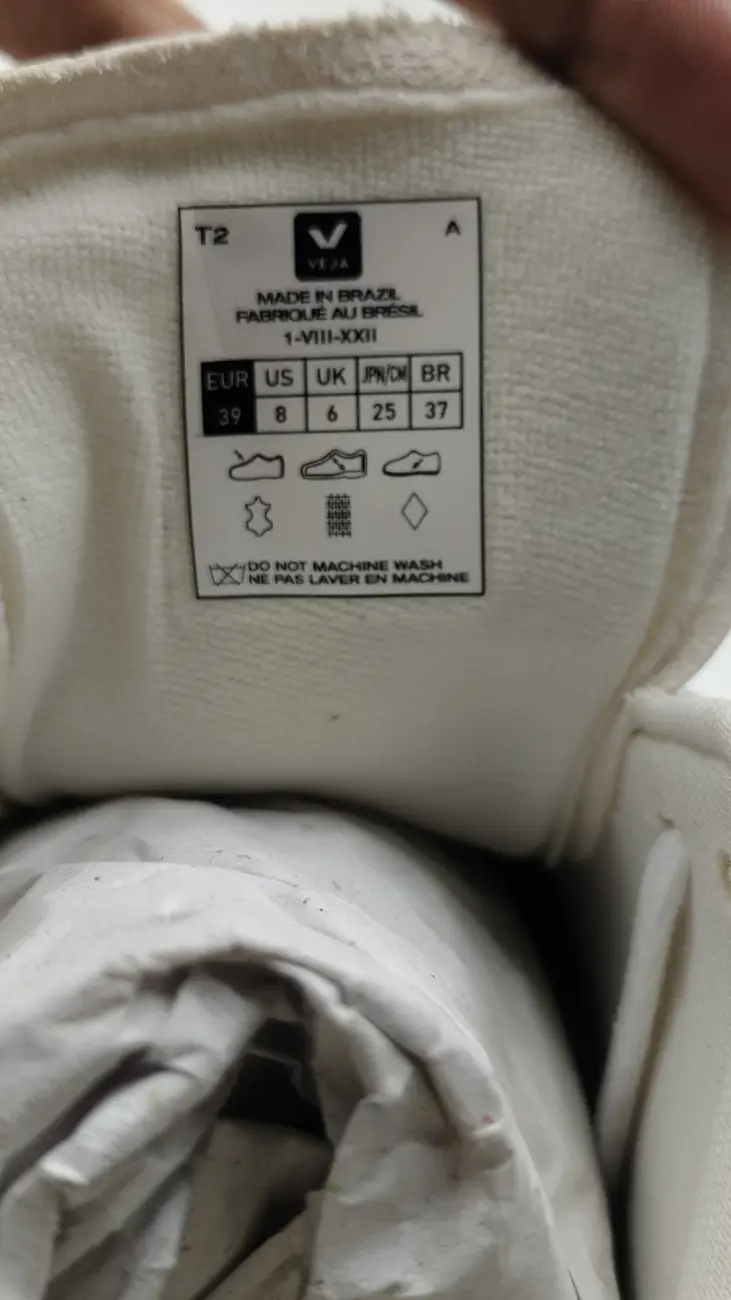 T2
VEJA
A
MADE IN BRAZIL
FABRIQUÉ AU BRÉSIL
1-VIII-XXII
EUR US UK JPN/CM BR
39 8 6 25 37
DO NOT MACHINE WASH
NE PAS LAVER EN MACHINE